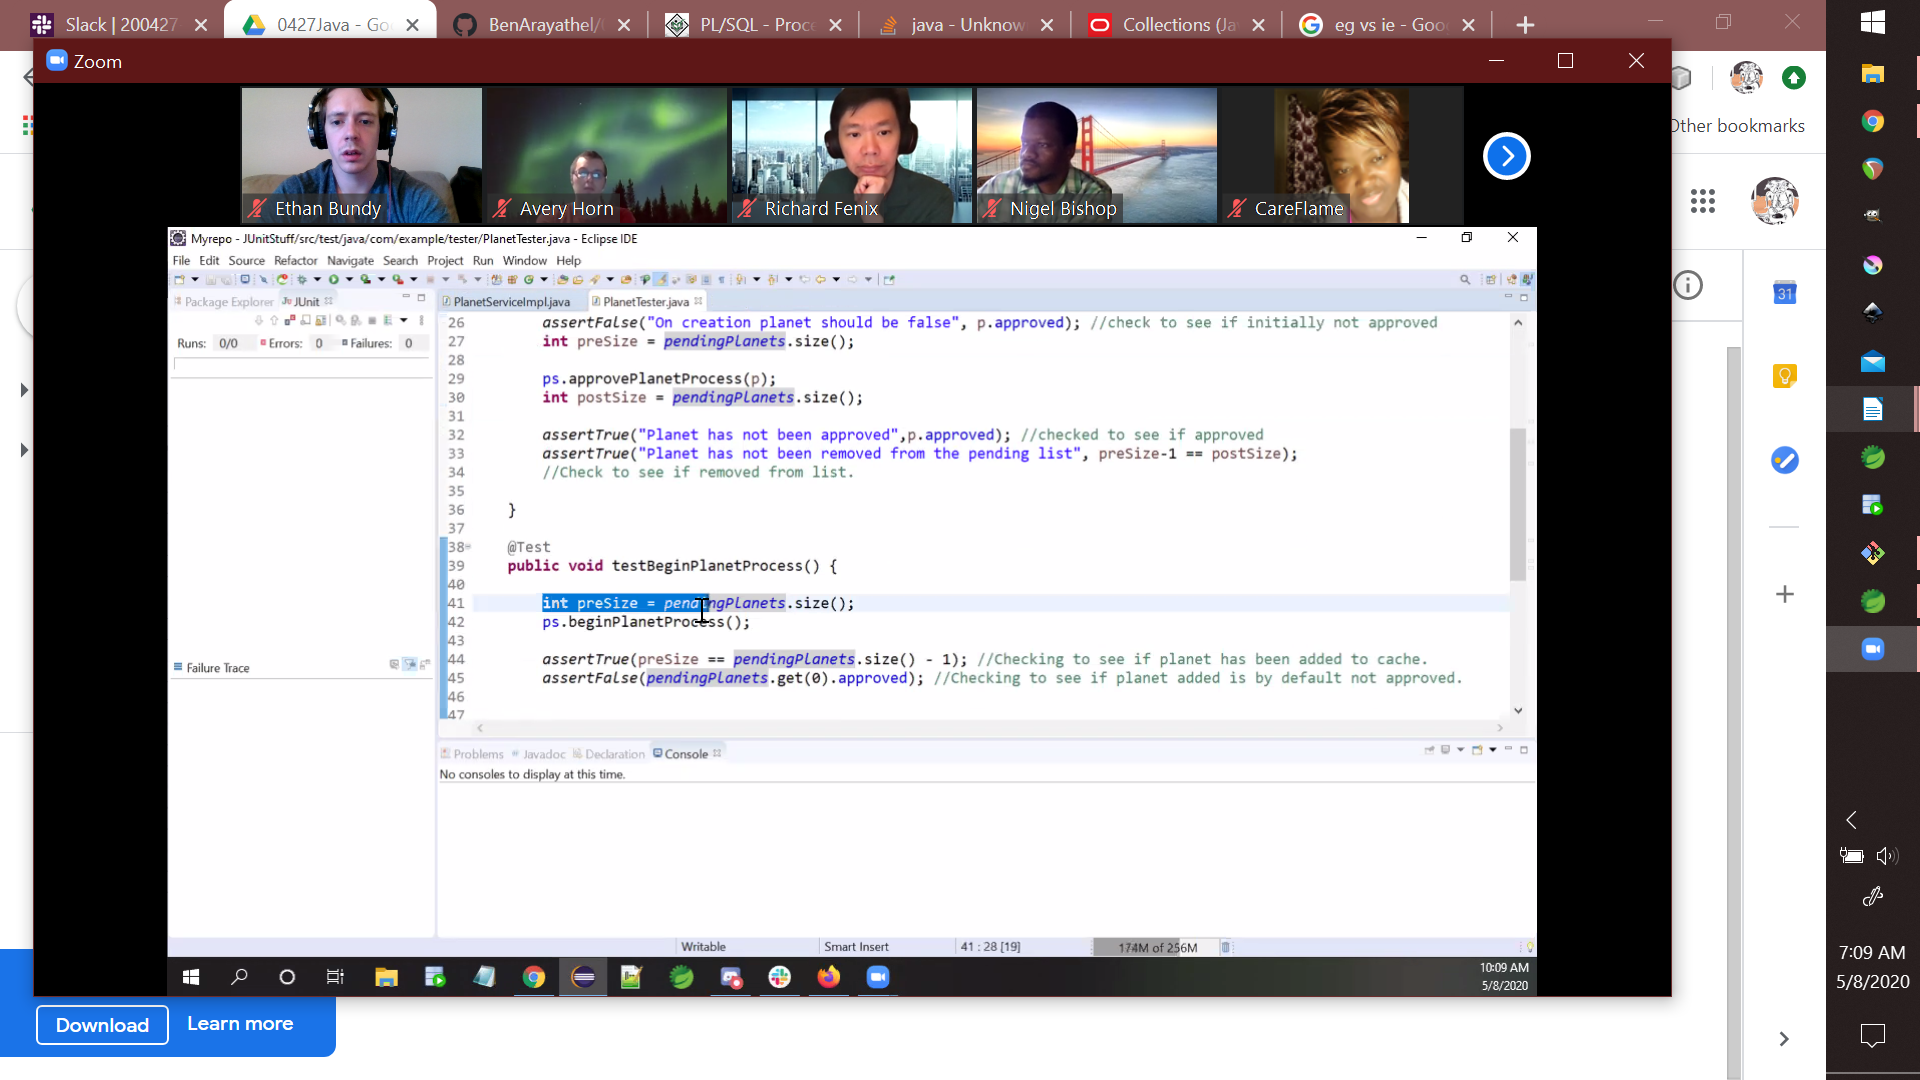 Slack | 200427
0427Java - Goo
BenArayathel/
PL/SQL - Proce
java - Unknow
Collections (Ja
eg vs ie - Goo
Zoom
Other bookmarks
Ethan Bundy
Avery Horn
Richard Fenix
Nigel Bishop
CareFlame
Myrepo - JUnitStuff/src/test/java/com/example/tester/PlanetTester.java - Eclipse IDE
File Edit Source Refactor Navigate Search Project Run Window Help
Package Explorer JUnit
PlanetServiceImpl.java PlanetTester.java
Runs: 0/0 Errors: 0 Failures: 0
26 assertFalse("On creation planet should be false", p.approved); //check to see if initially not approved
27 int preSize = pendingPlanets.size();
28
29 ps.approvePlanetProcess(p);
30 int postSize = pendingPlanets.size();
31
32 assertTrue("Planet has not been approved",p.approved); //checked to see if approved
33 assertTrue("Planet has not been removed from the pending list", preSize-1 == postSize);
34 //Check to see if removed from list.
35
36 }
37
38 @Test
39 public void testBeginPlanetProcess() {
40
41 int preSize = pendingPlanets.size();
42 ps.beginPlanetProcess();
43
44 assertTrue(preSize == pendingPlanets.size() - 1); //Checking to see if planet has been added to cache.
45 assertFalse(pendingPlanets.get(0).approved); //Checking to see if planet added is by default not approved.
46
47
Failure Trace
Problems Javadoc Declaration Console
No consoles to display at this time.
Writable Smart Insert 41 : 28 [19] 174M of 256M
10:09 AM
5/8/2020
31
7:09 AM
5/8/2020
Download Learn more